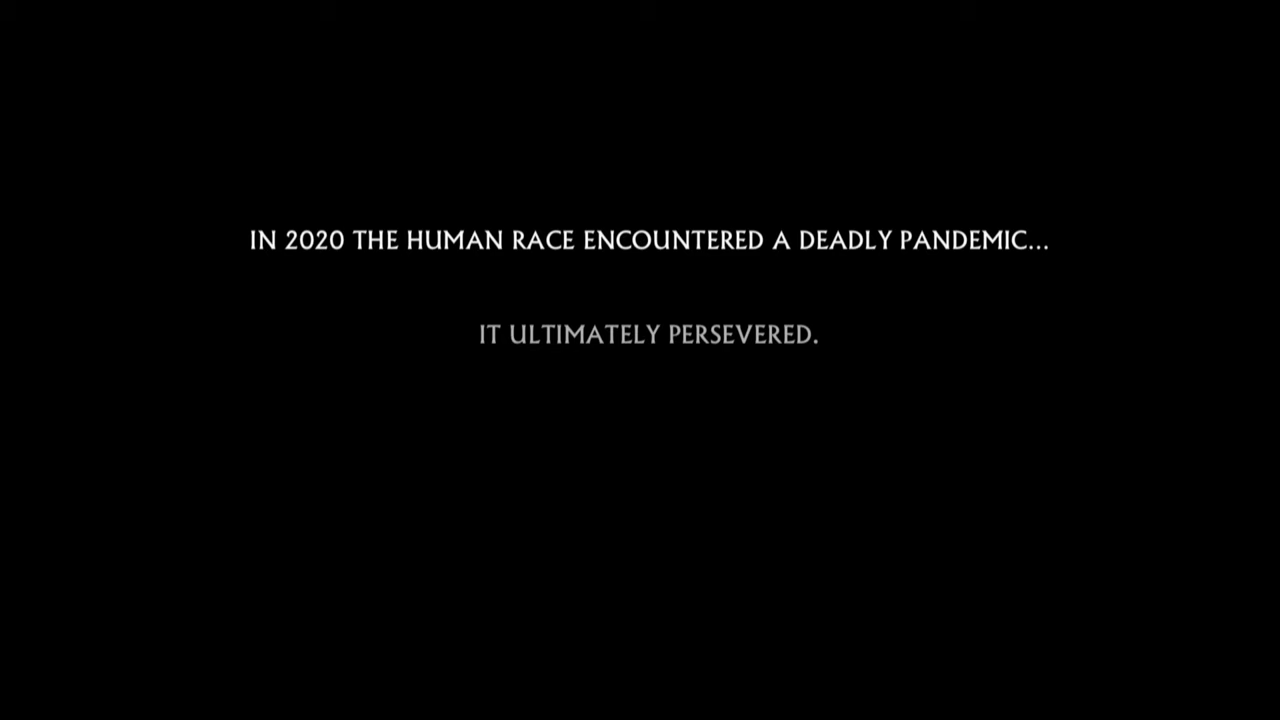 IN 2020 THE HUMAN RACE ENCOUNTERED A DEADLY PANDEMIC...
IT ULTIMATELY PERSEVERED.